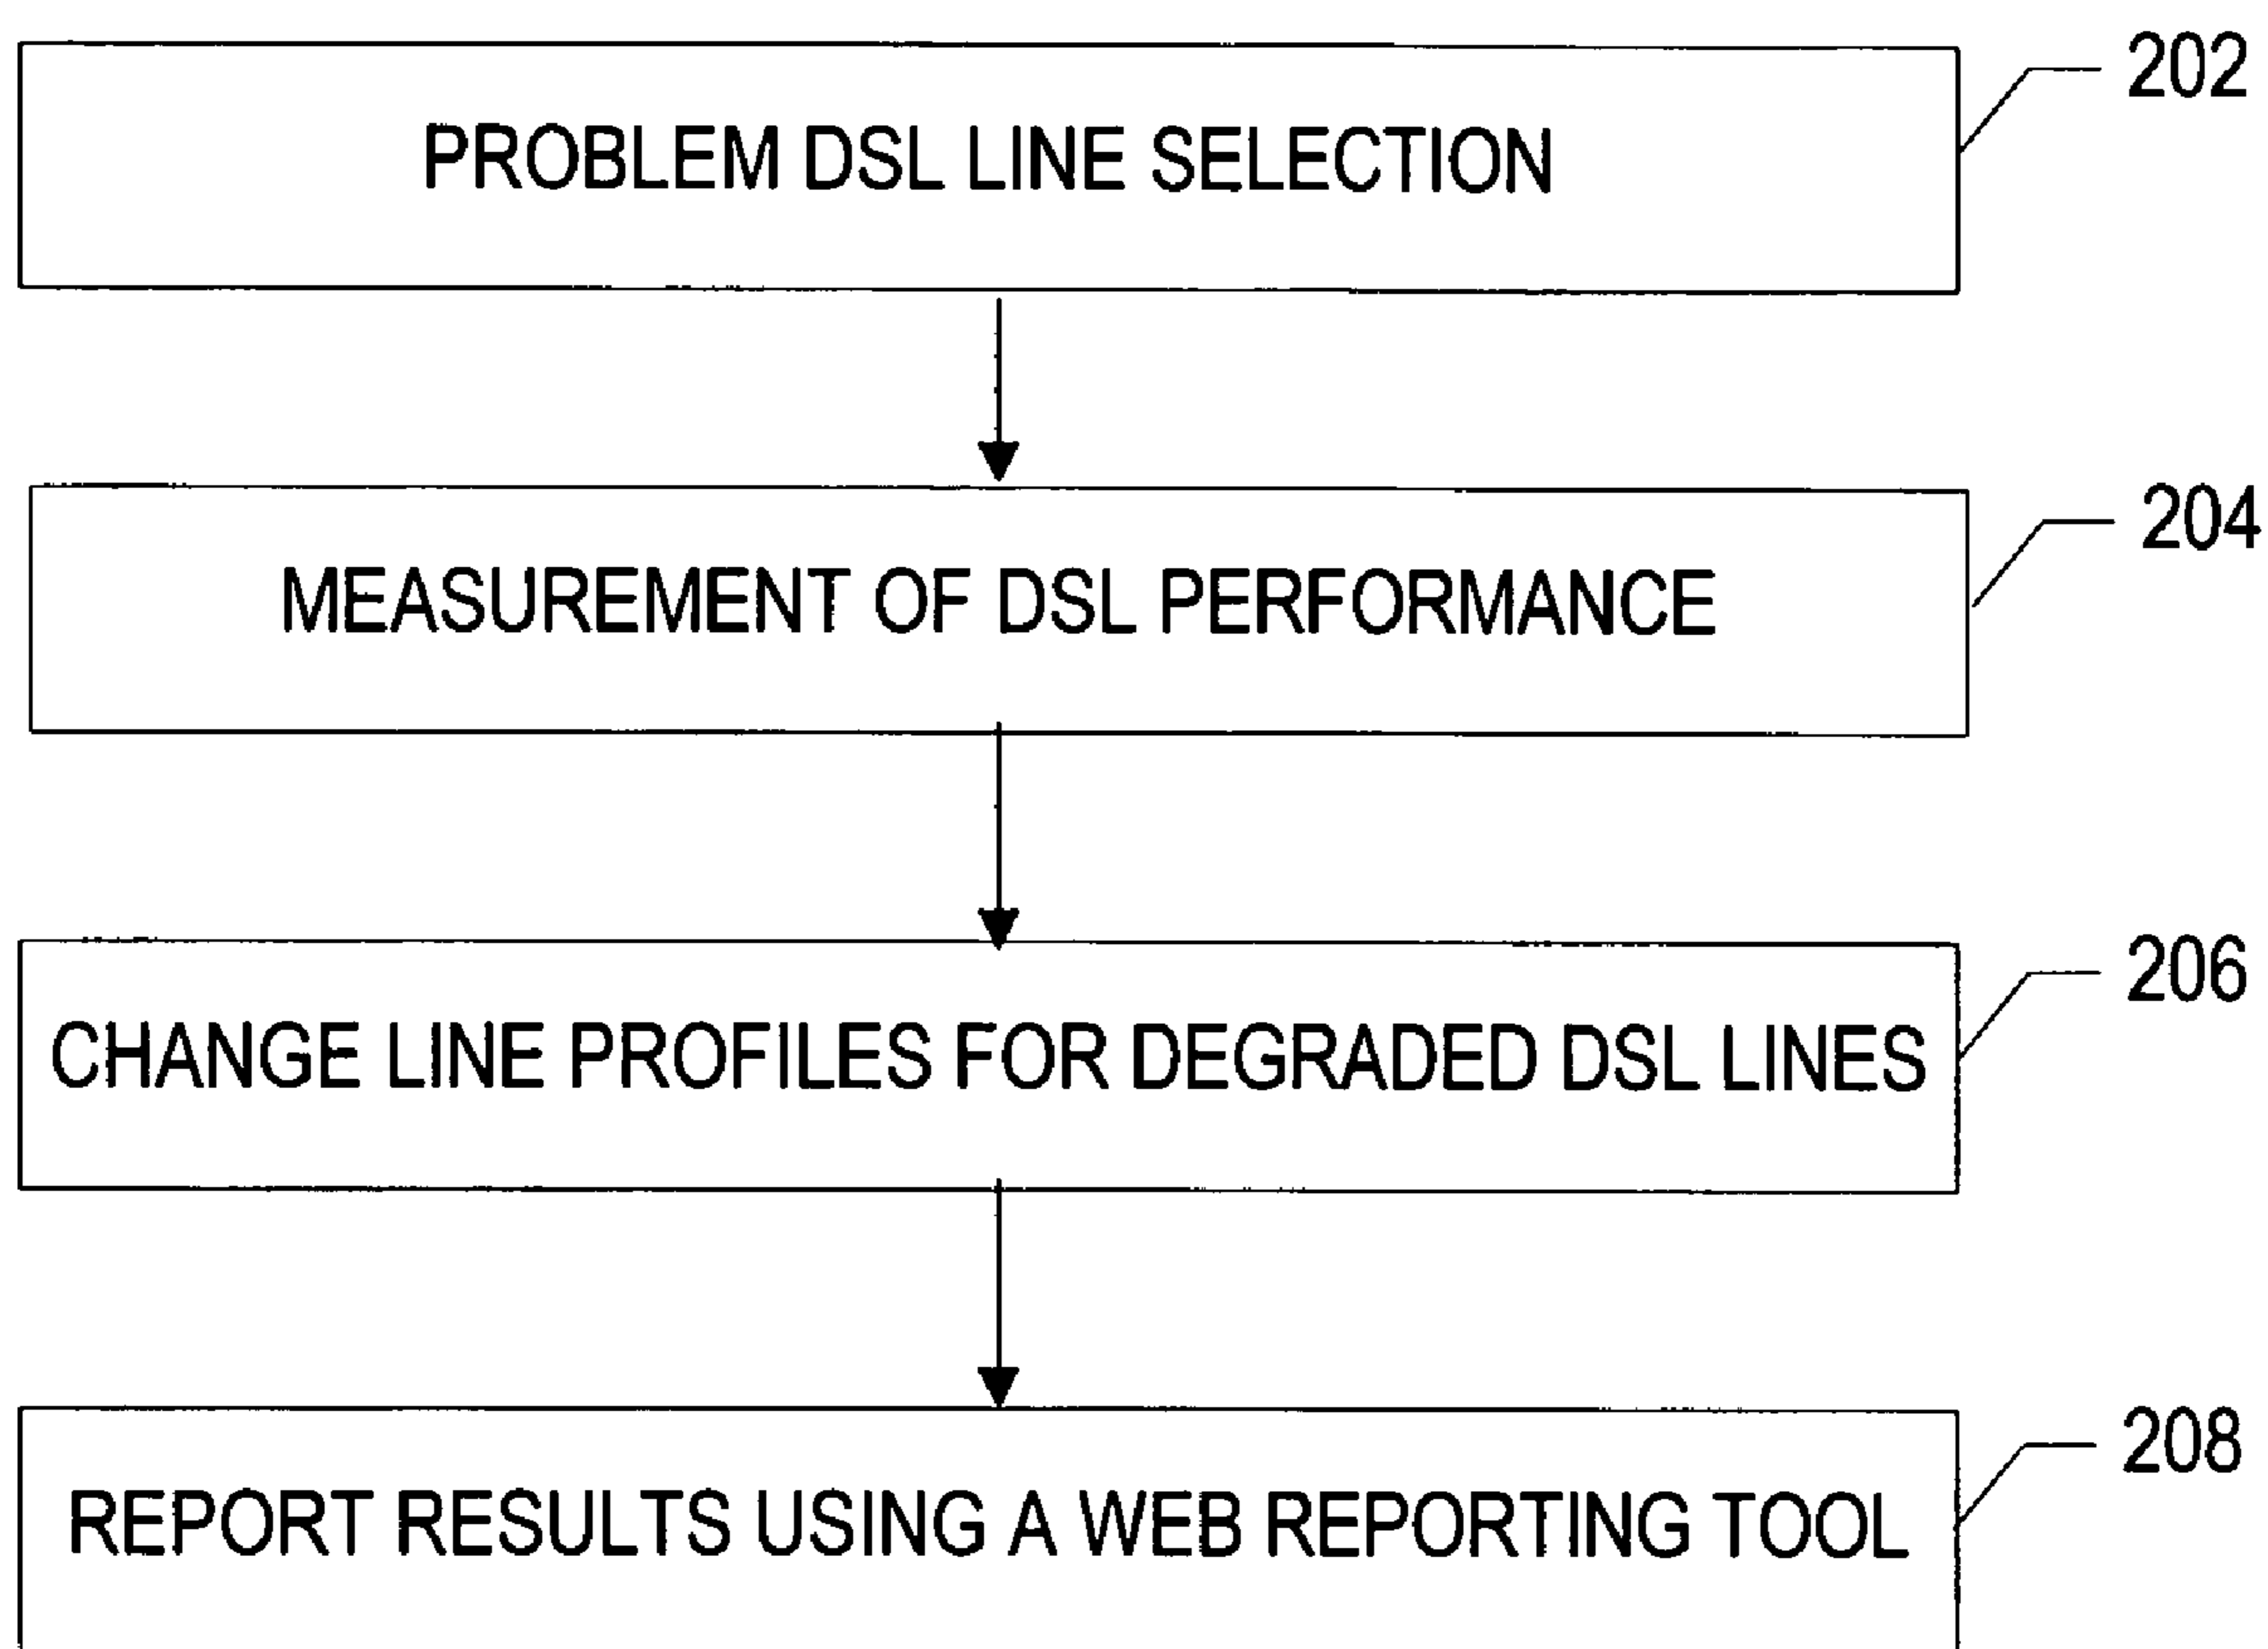 202
PROBLEM DSL LINE SELECTION
204
MEASUREMENT OF DSL PERFORMANCE
206
CHANGE LINE PROFILES FOR DEGRADED DSL LINES
208
REPORT RESULTS USING A WEB REPORTING TOOL